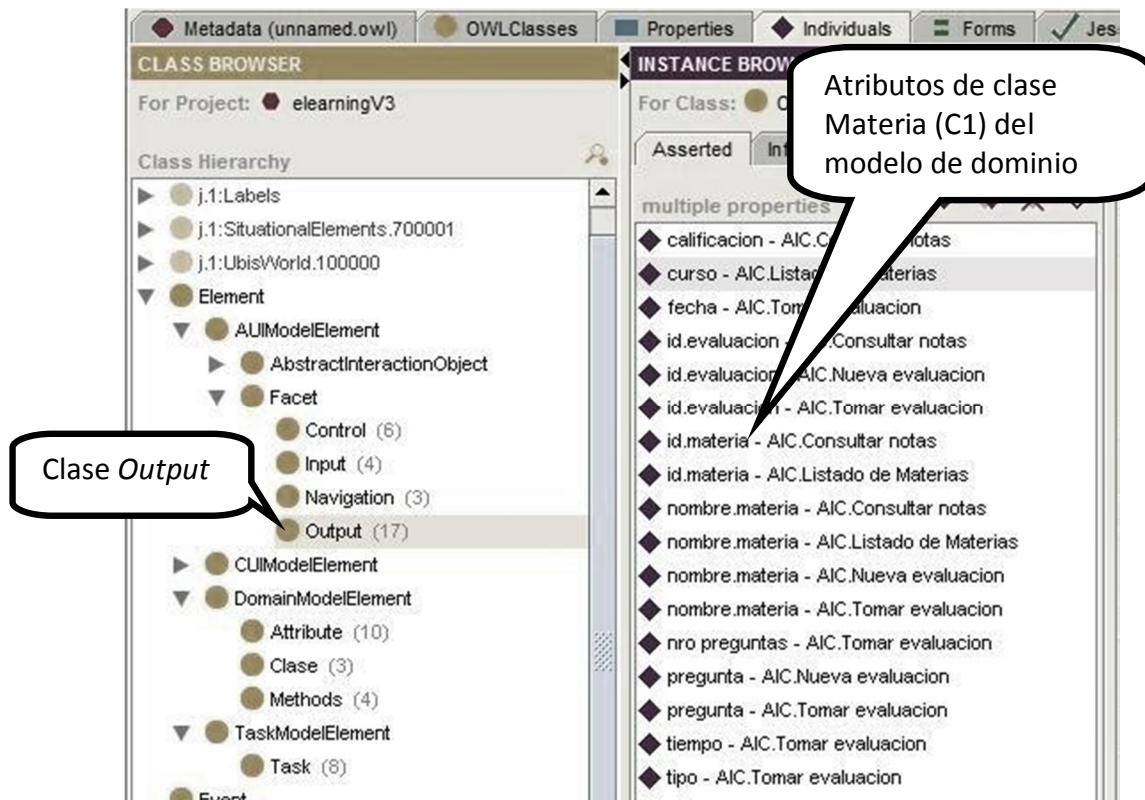 Metadata (unnamed.owl)
OWLClasses
Properties
Individuals
Forms
Jes
CLASS BROWSER
For Project: elearningV3
Class Hierarchy
j.1:Labels
j.1:SituationalElements.700001
j.1:UbisWorld.100000
Element
AUIModelElement
AbstractInteractionObject
Facet
Control (6)
Input (4)
Navigation (3)
Output (17)
CUIModelElement
DomainModelElement
Attribute (10)
Clase (3)
Methods (4)
TaskModelElement
Task (8)
Event
Clase Output
INSTANCE BROW
For Class:
Asserted
Atributos de clase
Materia (C1) del
modelo de dominio
multiple properties
calificacion - AIC.C notas
curso - AIC.Listad aterias
fecha - AIC.Tom aluacion
id.evaluacion - .Consultar notas
id.evaluacion AIC.Nueva evaluacion
id.evaluacion - AIC.Tomar evaluacion
id.materia - AIC.Consultar notas
id.materia - AIC.Listado de Materias
nombre.materia - AIC.Consultar notas
nombre.materia - AIC.Listado de Materias
nombre.materia - AIC.Nueva evaluacion
nombre.materia - AIC.Tomar evaluacion
nro preguntas - AIC.Tomar evaluacion
pregunta - AIC.Nueva evaluacion
pregunta - AIC.Tomar evaluacion
tiempo - AIC.Tomar evaluacion
tipo - AIC.Tomar evaluacion